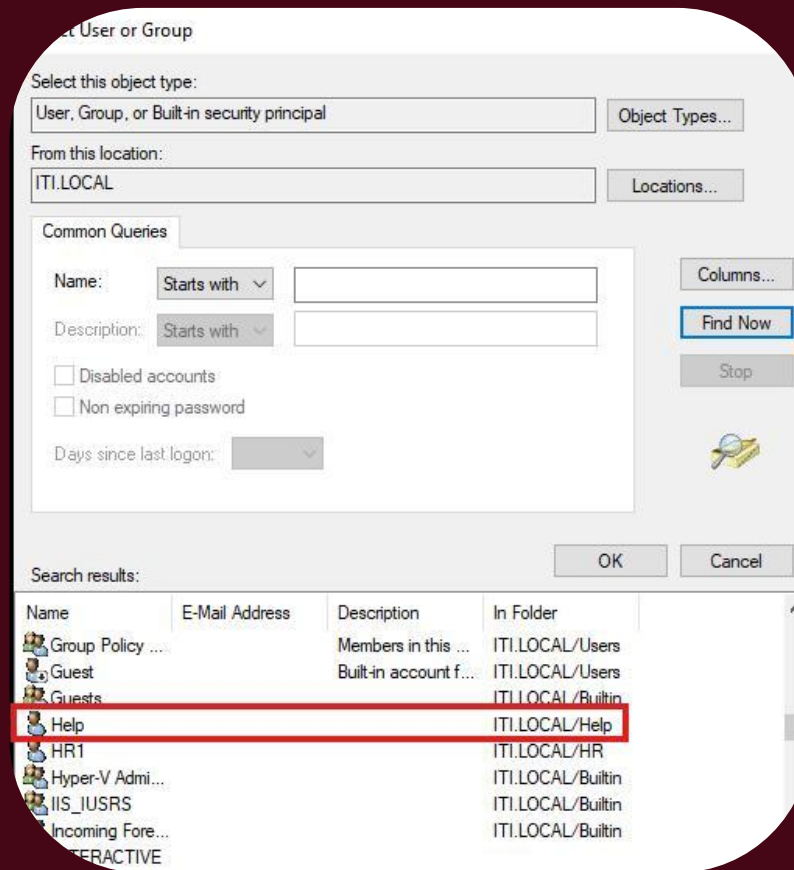 User or Group
Select this object type:
User, Group, or Built-in security principal
Object Types...
From this location:
ITI.LOCAL
Locations...
Common Queries
Name:
Starts with
Description:
Starts with
Columns...
Find Now
Stop
Disabled accounts
Non expiring password
Days since last logon:
OK
Cancel
Search results:
Name E-Mail Address Description In Folder
Group Policy ... Members in this ... ITI.LOCAL/Users
Guest Built-in account f... ITI.LOCAL/Users
Guests ITI.LOCAL/Builtin
Help ITI.LOCAL/Help
HR1 ITI.LOCAL/HR
Hyper-V Admi... ITI.LOCAL/Builtin
IIS_IUSRS ITI.LOCAL/Builtin
Incoming Fore... ITI.LOCAL/Builtin